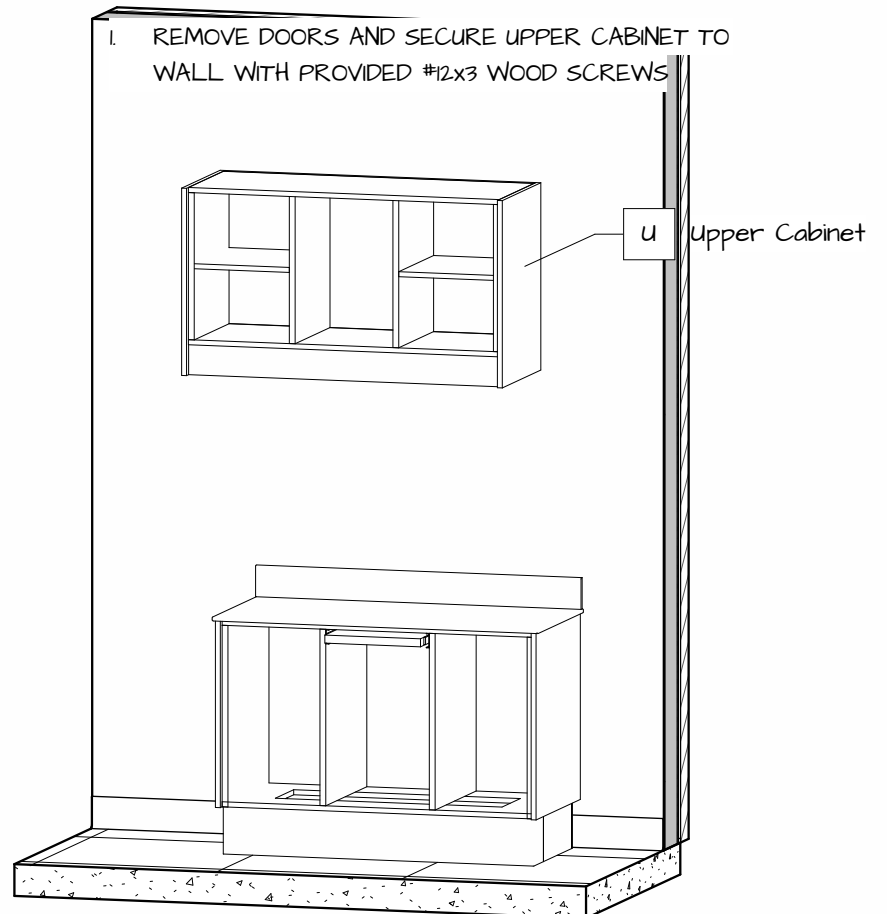 1. REMOVE DOORS AND SECURE UPPER CABINET TO
WALL WITH PROVIDED #12x3 WOOD SCREWS
U Upper Cabinet